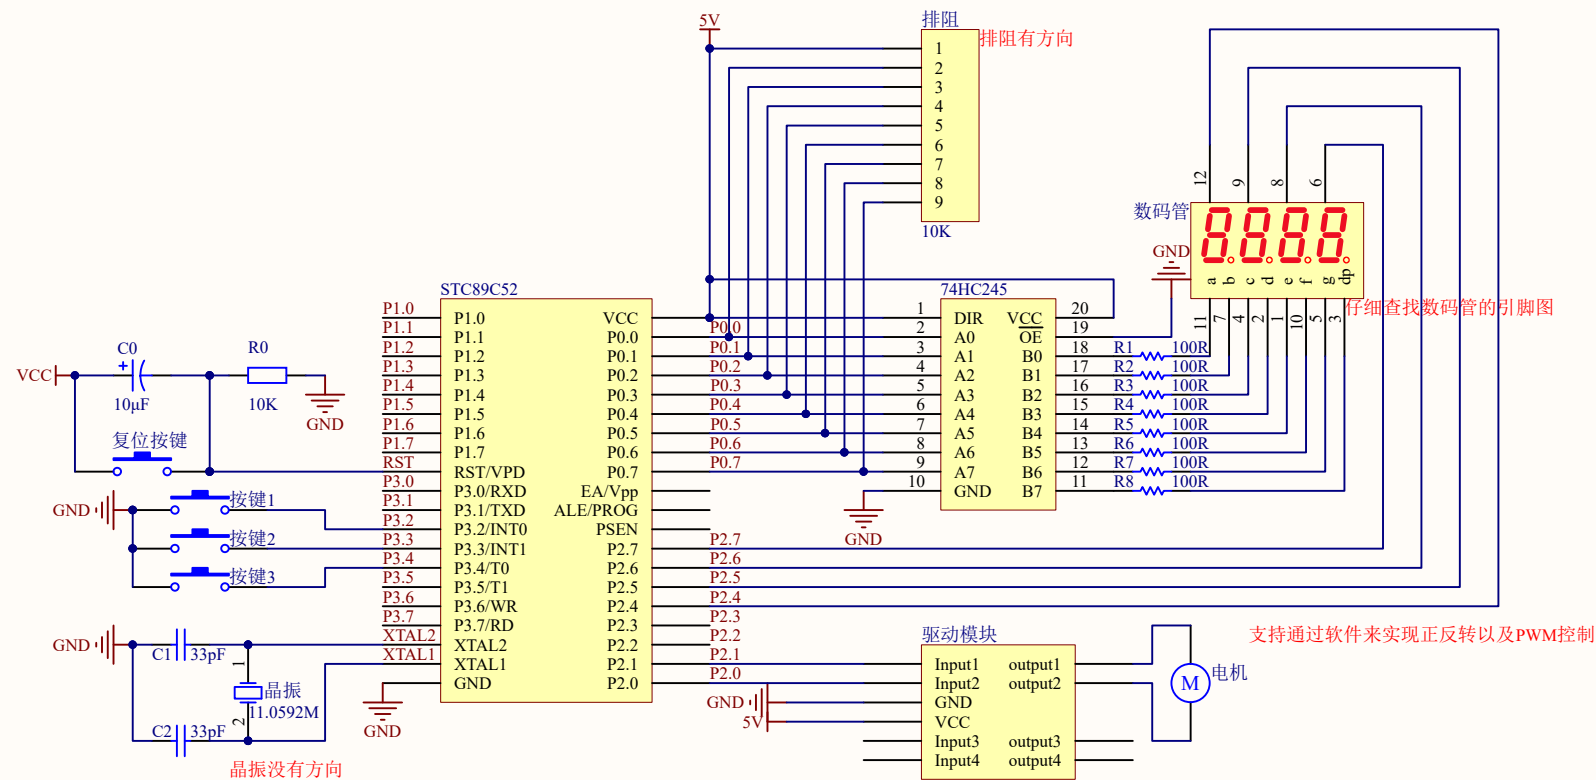 5V
排阻
排阻有方向
1
2
3
4
5
6
7
8
9
10K
12
9
8
6
数码管
GND
a
b
c
d
e
f
g
dp
11
7
4
2
1
10
5
3
仔细查找数码管的引脚图
STC89C52
P1.0
P1.1
P1.2
P1.3
P1.4
P1.5
P1.6
P1.7
RST
P3.0
P3.1
P3.2
P3.3
P3.4
P3.5
P3.6
P3.7
XTAL2
XTAL1
P1.0
P1.1
P1.2
P1.3
P1.4
P1.5
P1.6
P1.7
RST/VPD
P3.0/RXD
P3.1/TXD
P3.2/INT0
P3.3/INT1
P3.4/T0
P3.5/T1
P3.6/WR
P3.7/RD
XTAL2
XTAL1
GND
VCC
P0.0
P0.1
P0.2
P0.3
P0.4
P0.5
P0.6
P0.7
EA/Vpp
ALE/PROG
PSEN
P2.7
P2.6
P2.5
P2.4
P2.3
P2.2
P2.1
P2.0
P0.0
P0.1
P0.2
P0.3
P0.4
P0.5
P0.6
P0.7
P2.7
P2.6
P2.5
P2.4
P2.3
P2.2
P2.1
P2.0
74HC245
1
2
3
4
5
6
7
8
9
10
DIR
A0
A1
A2
A3
A4
A5
A6
A7
GND
VCC
OE
B0
B1
B2
B3
B4
B5
B6
B7
20
19
18
17
16
15
14
13
12
11
R1 100R
R2 100R
R3 100R
R4 100R
R5 100R
R6 100R
R7 100R
R8 100R
GND
VCC
C0
10μF
R0
10K
GND
复位按键
GND
按键1
按键2
按键3
GND
C1 33pF
1
晶振
11.0592M
2
C2 33pF
晶振没有方向
GND
驱动模块
Input1
Input2
GND
VCC
Input3
Input4
output1
output2
output3
output4
GND
5V
M
电机
支持通过软件来实现正反转以及PWM控制